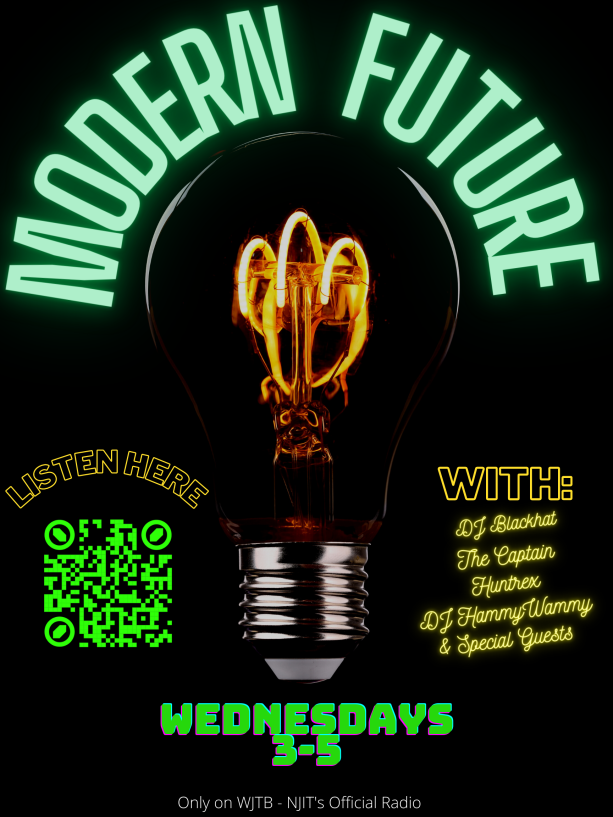 MODERN FUTURE
LISTEN HERE
WITH:
DJ Blackhat
The Captain
Huntrex
DJ HammyWammy
& Special Guests
WEDNESDAYS
3-5
Only on WJTB - NJIT's Official Radio